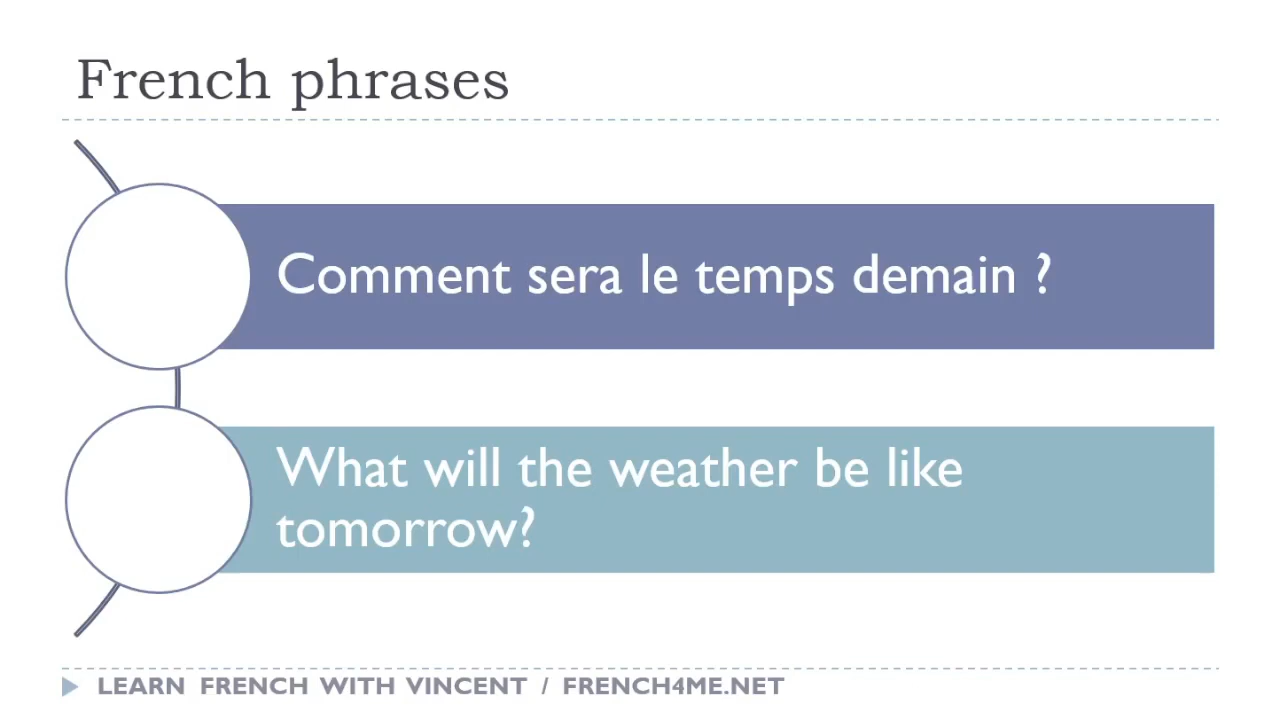 French phrases
Comment sera le temps demain ?
What will the weather be like
tomorrow?
LEARN FRENCH WITH VINCENT / FRENCH4ME.NET